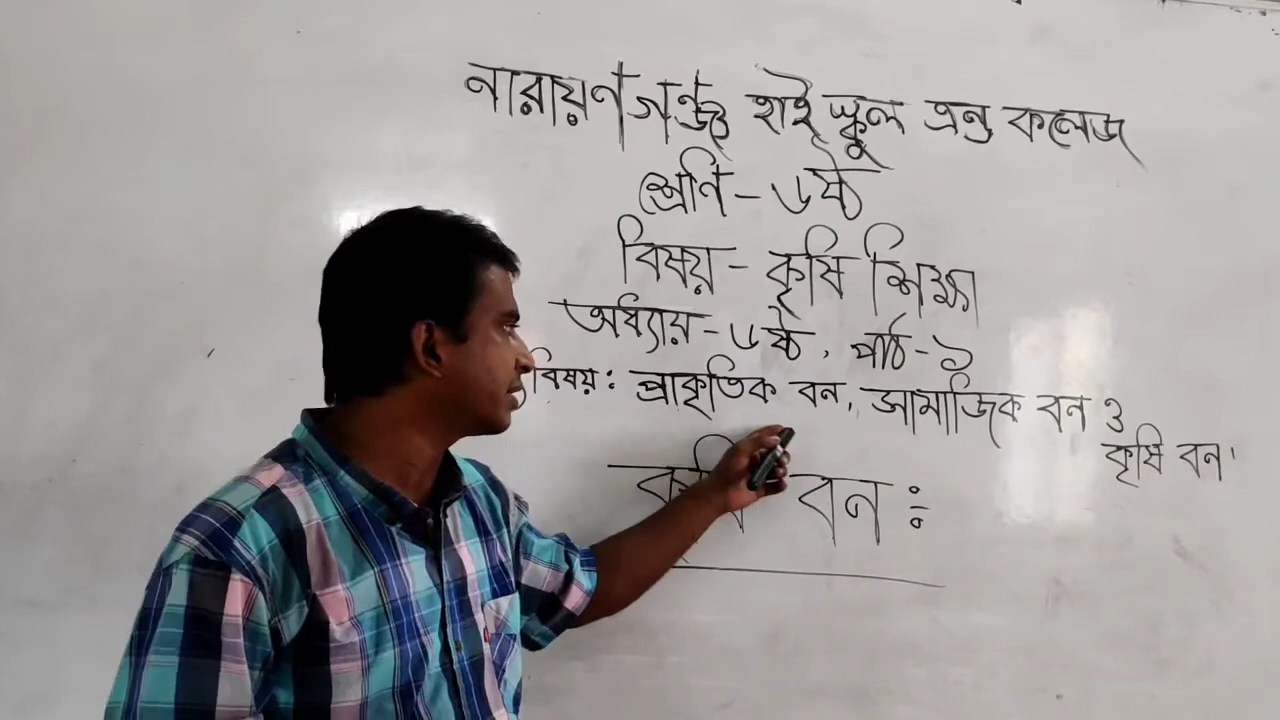 নারায়ণগঞ্জ হাই স্কুল এন্ড কলেজ
শ্রেণি - ৬ষ্ঠ
বিষয় - কৃষি শিক্ষা
অধ্যায় - ৬ষ্ঠ, পাঠ - ১
বিষয়: প্রাকৃতিক বন, সামাজিক বন ও
কৃষি বন।
কৃষি বন :